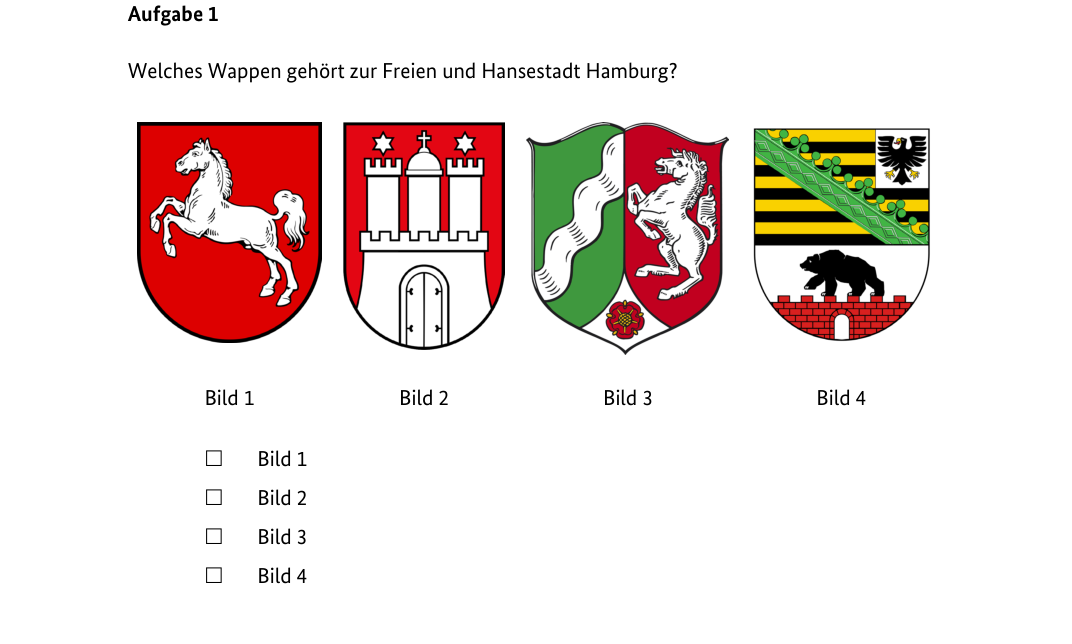 Aufgabe 1
Welches Wappen gehört zur Freien und Hansestadt Hamburg?
Bild 1 Bild 2 Bild 3 Bild 4
☐ Bild 1
☐ Bild 2
☐ Bild 3
☐ Bild 4